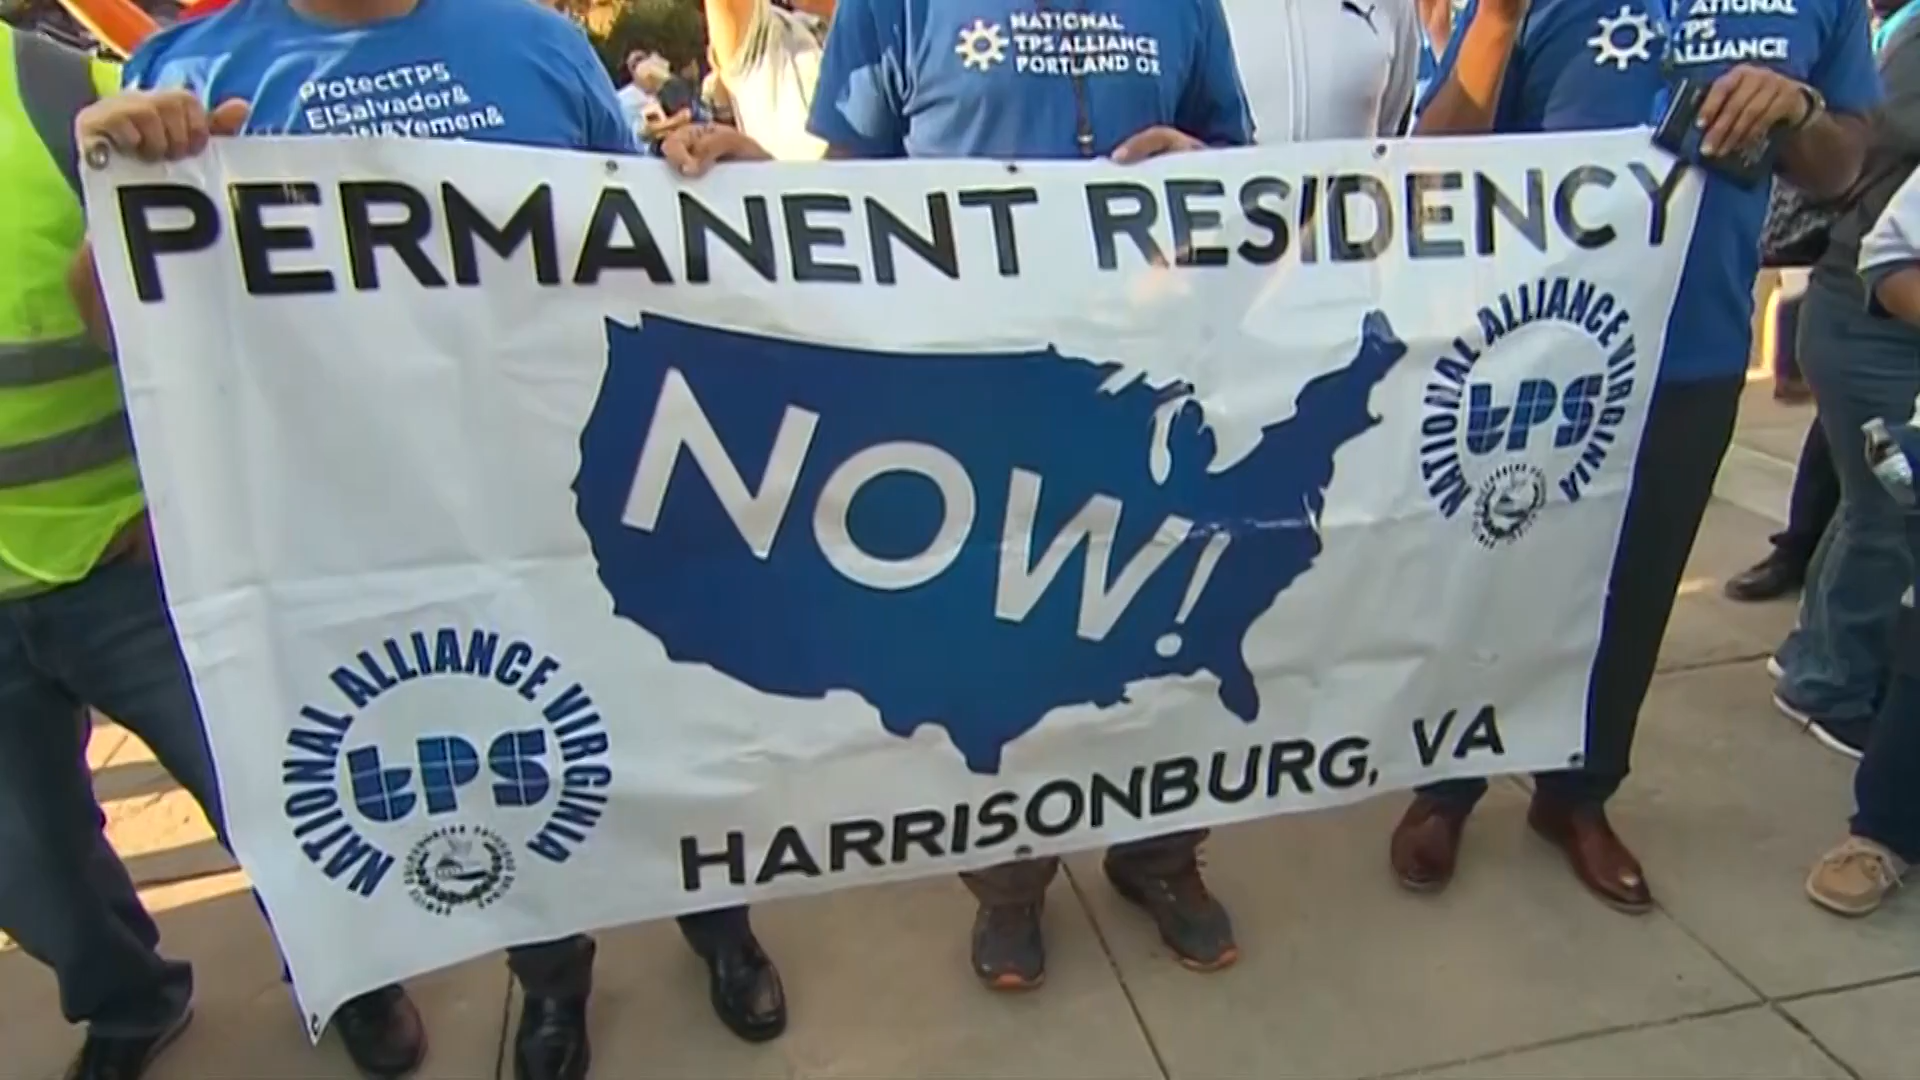 ProtectTPS
ElSalvador&
&Yemen&
NATIONAL
TPS ALLIANCE
PORTLAND OR
TPS
ALLIANCE
PERMANENT RESIDENCY
NOW!
NATIONAL ALLIANCE VIRGINIA
tPS
NATIONAL ALLIANCE VIRGINIA
tPS
HARRISONBURG, VA